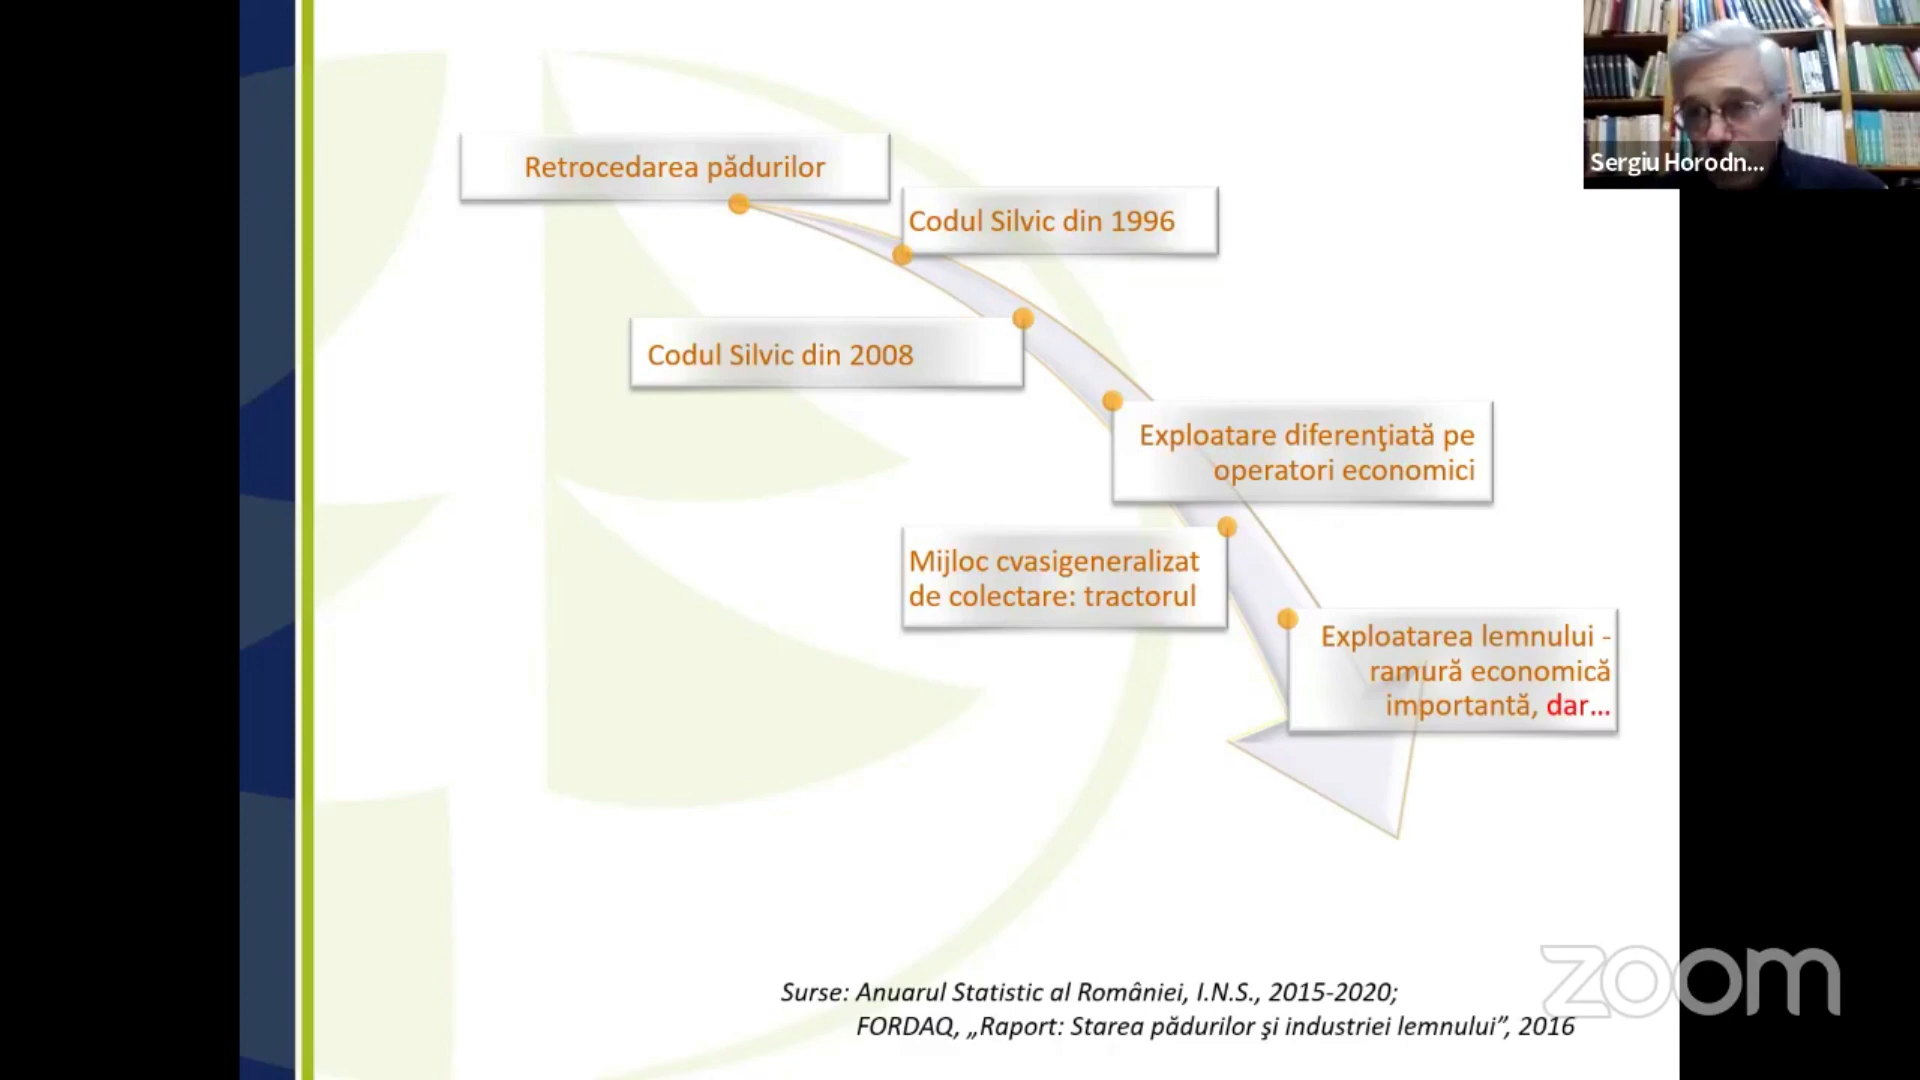 Sergiu Horodn...
Retrocedarea pădurilor
Codul Silvic din 1996
Codul Silvic din 2008
Exploatare diferenţiată pe
operatori economici
Mijloc cvasigeneralizat
de colectare: tractorul
Exploatarea lemnului -
ramură economică
importantă, dar...
zoom
Surse: Anuarul Statistic al României, I.N.S., 2015-2020;
FORDAQ, „Raport: Starea pădurilor şi industriei lemnului”, 2016